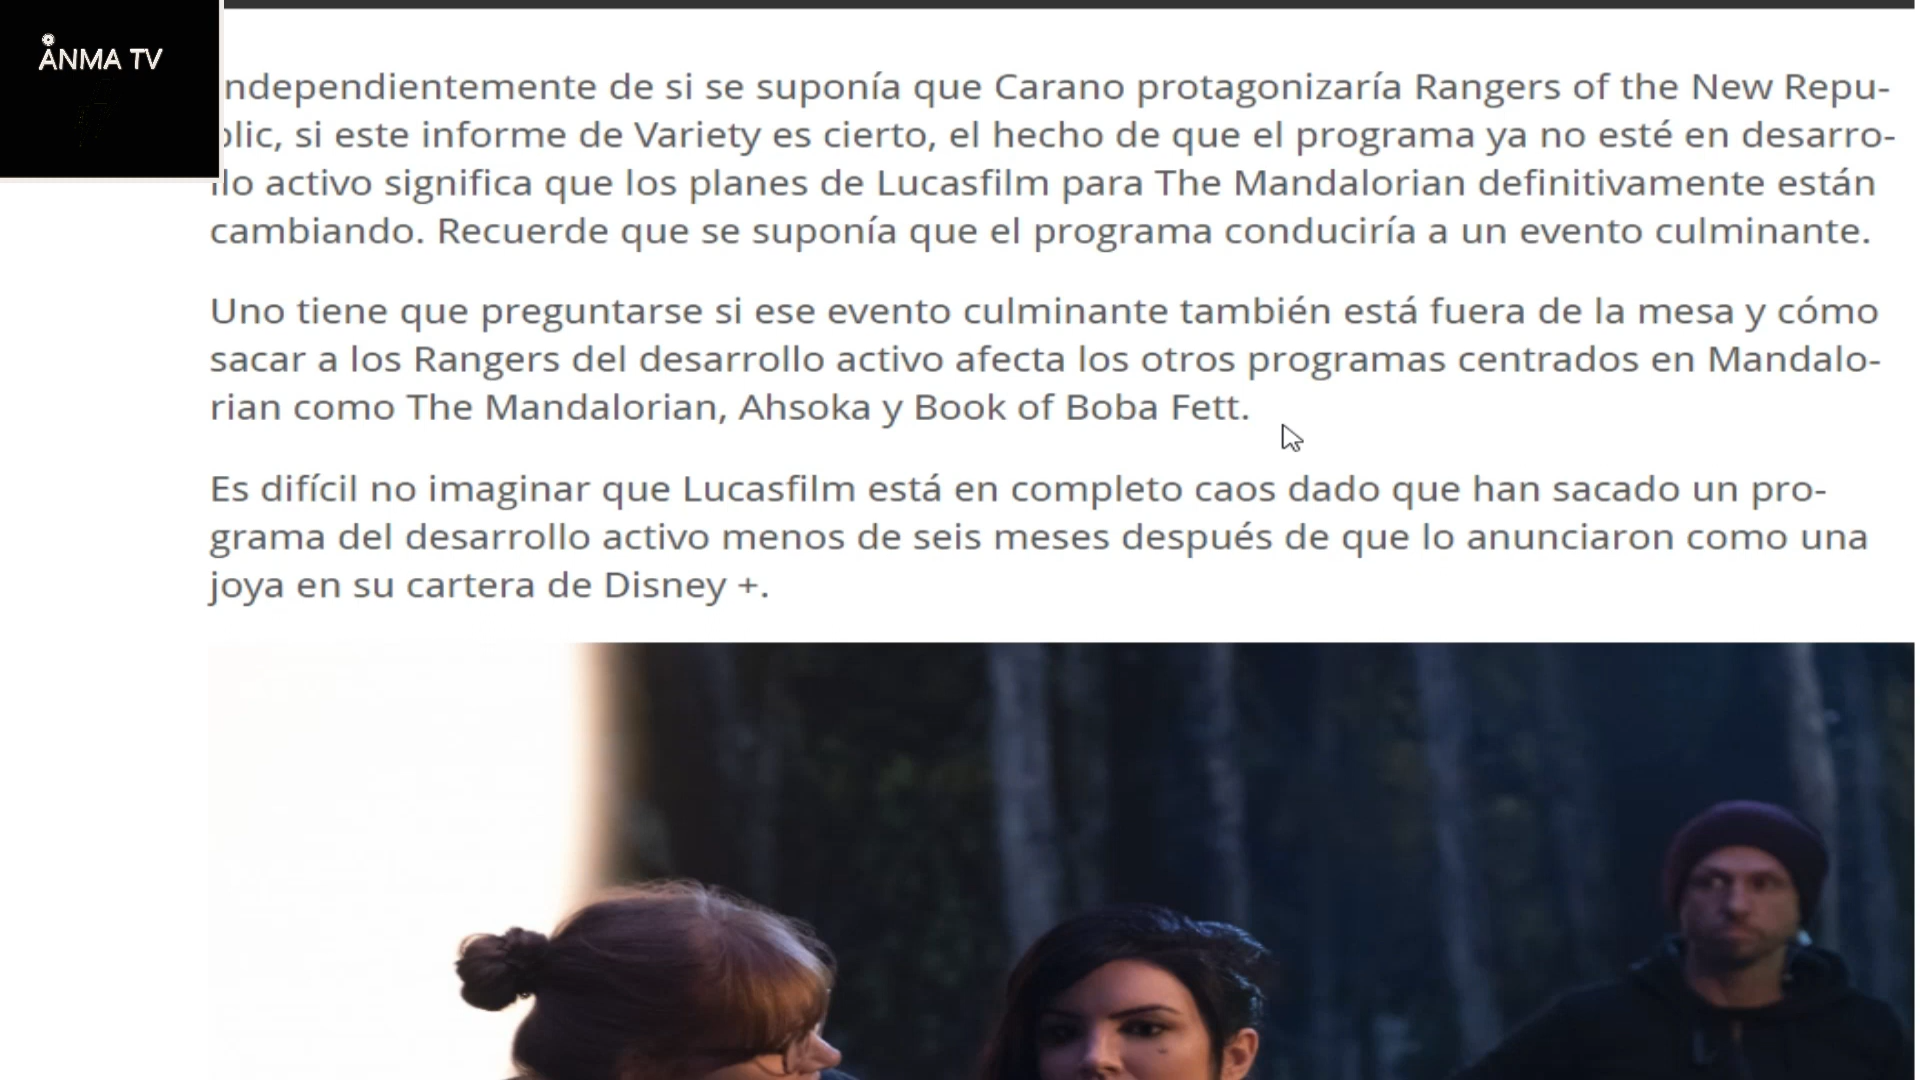 ÅNMA TV
ndependientemente de si se suponía que Carano protagonizaría Rangers of the New Repu-
blic, si este informe de Variety es cierto, el hecho de que el programa ya no esté en desarro-
llo activo significa que los planes de Lucasfilm para The Mandalorian definitivamente están
cambiando. Recuerde que se suponía que el programa conduciría a un evento culminante.
Uno tiene que preguntarse si ese evento culminante también está fuera de la mesa y cómo
sacar a los Rangers del desarrollo activo afecta los otros programas centrados en Mandalo-
rian como The Mandalorian, Ahsoka y Book of Boba Fett.
Es difícil no imaginar que Lucasfilm está en completo caos dado que han sacado un pro-
grama del desarrollo activo menos de seis meses después de que lo anunciaron como una
joya en su cartera de Disney +.